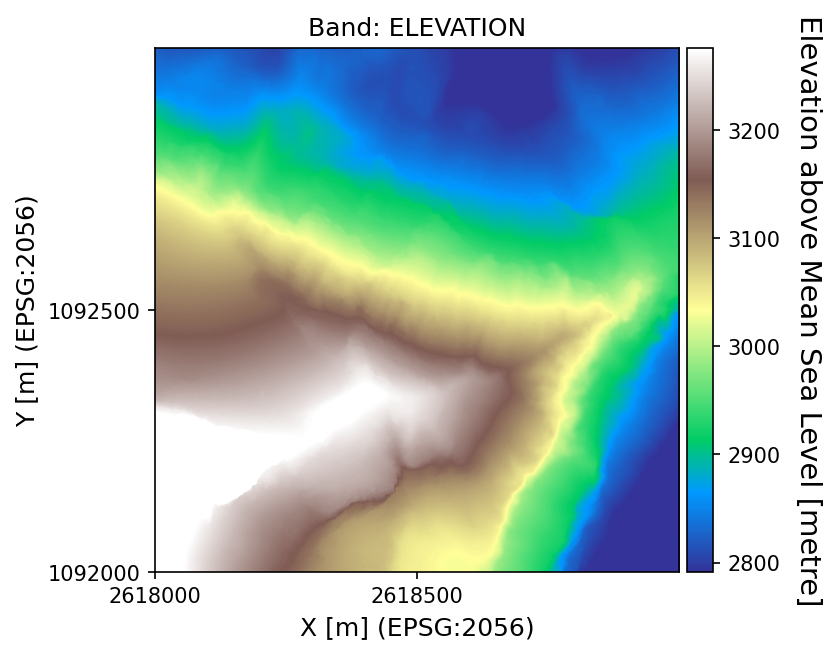 Band: ELEVATION
Y [m] (EPSG:2056)
1092500
1092000
2618000
2618500
X [m] (EPSG:2056)
3200
3100
3000
2900
2800
Elevation above Mean Sea Level [metre]